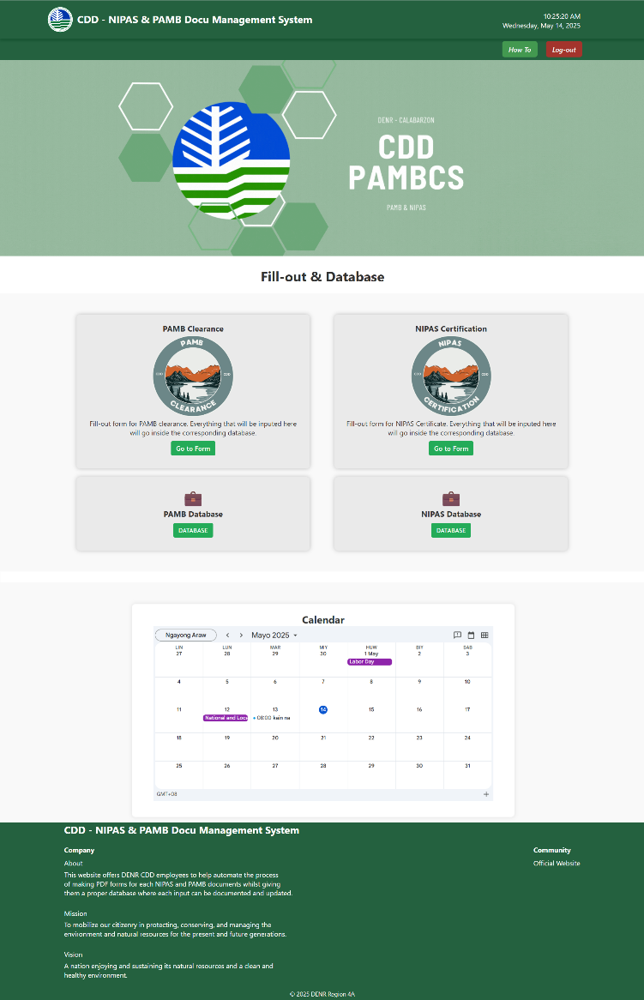 CDD - NIPAS & PAMB Docu Management System
10:25:20 AM
Wednesday, May 14, 2025
How To
Log-out
DENR - CALABARZON
CDD
PAMBCS
PAMB & NIPAS
Fill-out & Database
PAMB Clearance
PAMB
CDD
CDD
CLEARANCE
Fill-out form for PAMB clearance. Everything that will be inputed here
will go inside the corresponding database.
Go to Form
NIPAS Certification
NIPAS
CDD
CDD
CERTIFICATION
Fill-out form for NIPAS Certificate. Everything that will be inputed here
will go inside the corresponding database.
Go to Form
PAMB Database
DATABASE
NIPAS Database
DATABASE
Calendar
Ngayong Araw
Mayo 2025
LIN LUN MAR MIY HUW BIY SAB
27 28 29 30 1 May 2 3
Labor Day
4 5 6 7 8 9 10
11 12 13 14 15 16 17
National and Loca 08:00 kain na
18 19 20 21 22 23 24
25 26 27 28 29 30 31
GMT+08
CDD - NIPAS & PAMB Docu Management System
Company
About
This website offers DENR CDD employees to help automate the process
of making PDF forms for each NIPAS and PAMB documents whilst giving
them a proper database where each input can be documented and updated.
Mission
To mobilize our citizenry in protecting, conserving, and managing the
environment and natural resources for the present and future generations.
Vision
A nation enjoying and sustaining its natural resources and a clean and
healthy environment.
Community
Official Website
© 2025 DENR Region 4A